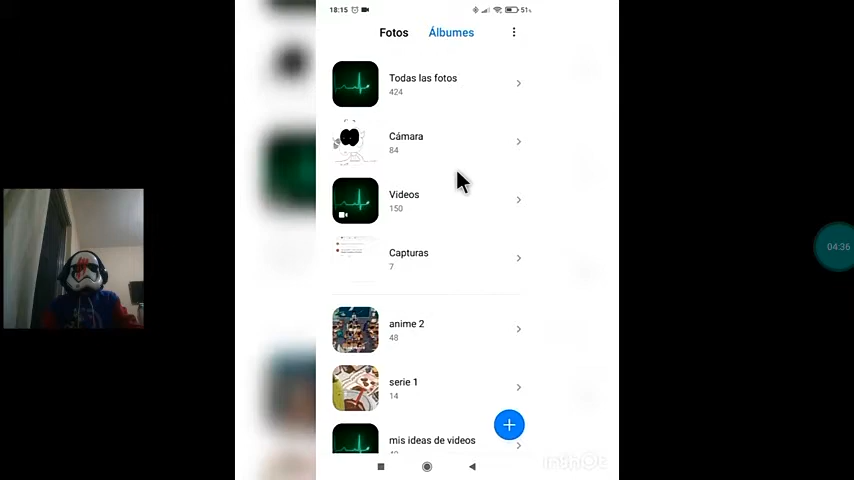 18:15
51%
Fotos
Álbumes
Todas las fotos
424
Cámara
84
Videos
150
Capturas
7
anime 2
48
serie 1
14
mis ideas de videos
04:36
InShOt